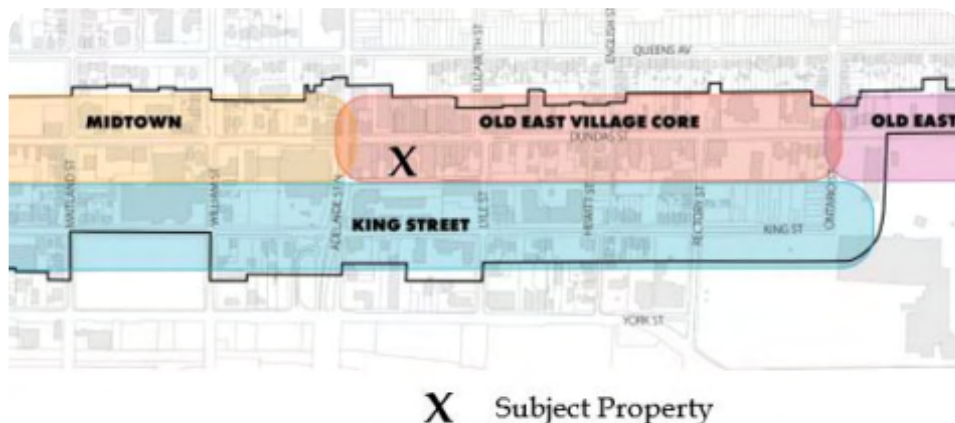 ELIZABETH ST
ENGLISH ST
QUEENS AV
MIDTOWN
OLD EAST VILLAGE CORE
OLD EAST
DUNDAS ST
X
MAITLAND ST
WILLIAM ST
ADELAIDE ST N
LYLE ST
HEWITT ST
RECTORY ST
ONTARIO ST
KING STREET
KING ST
YORK ST
X Subject Property